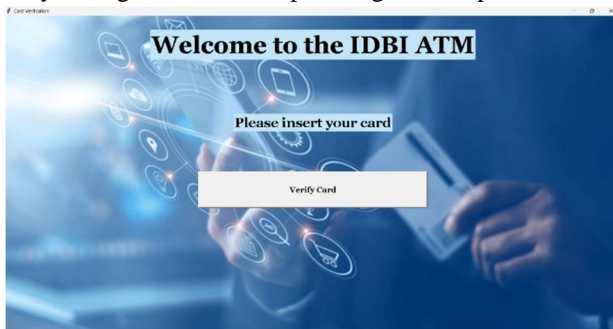 Card Verification
Welcome to the IDBI ATM
Please insert your card
Verify Card